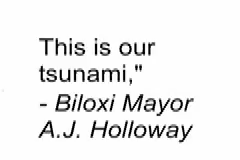 This is our
tsunami,"
- Biloxi Mayor
A.J. Holloway